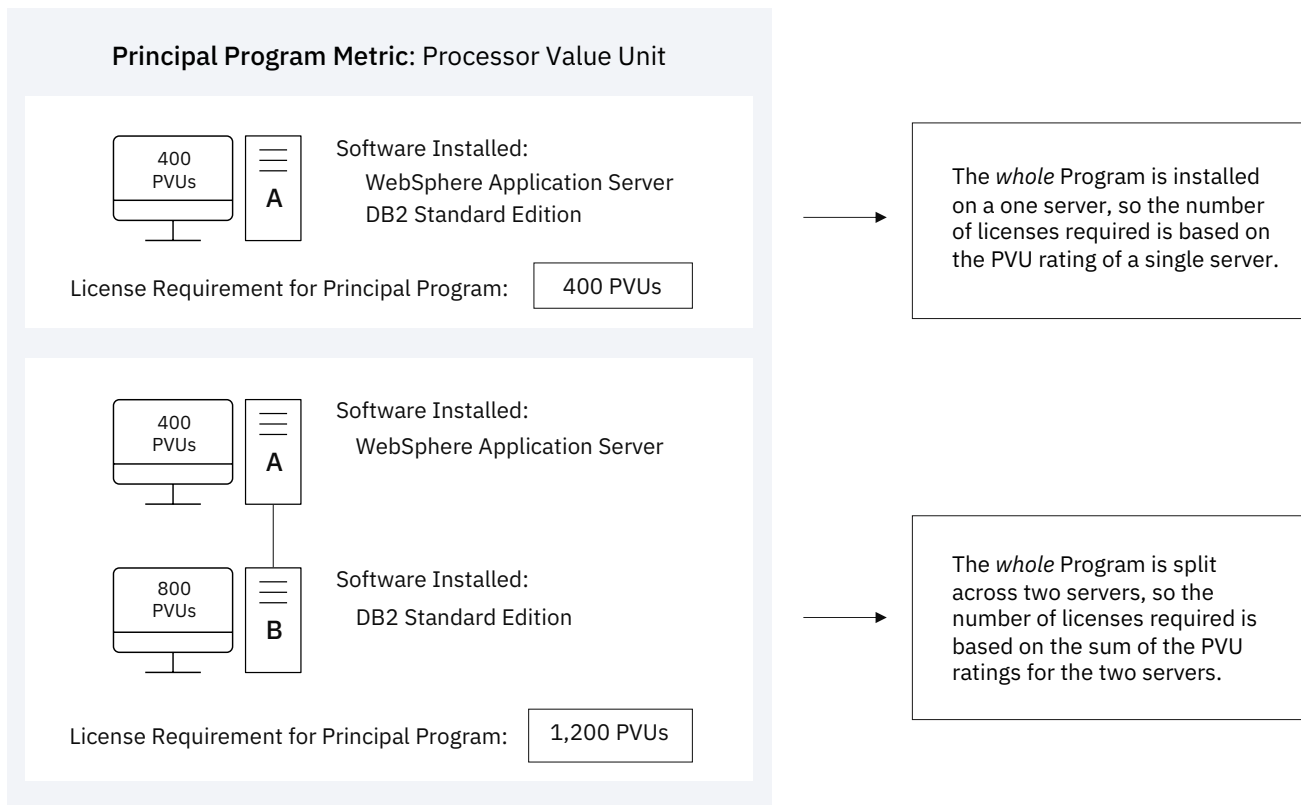 Principal Program Metric: Processor Value Unit
400
PVUs
A
Software Installed:
WebSphere Application Server
DB2 Standard Edition
License Requirement for Principal Program:
400 PVUs
The whole Program is installed
on a one server, so the number
of licenses required is based on
the PVU rating of a single server.
400
PVUs
A
Software Installed:
WebSphere Application Server
800
PVUs
B
Software Installed:
DB2 Standard Edition
License Requirement for Principal Program:
1,200 PVUs
The whole Program is split
across two servers, so the
number of licenses required is
based on the sum of the PVU
ratings for the two servers.